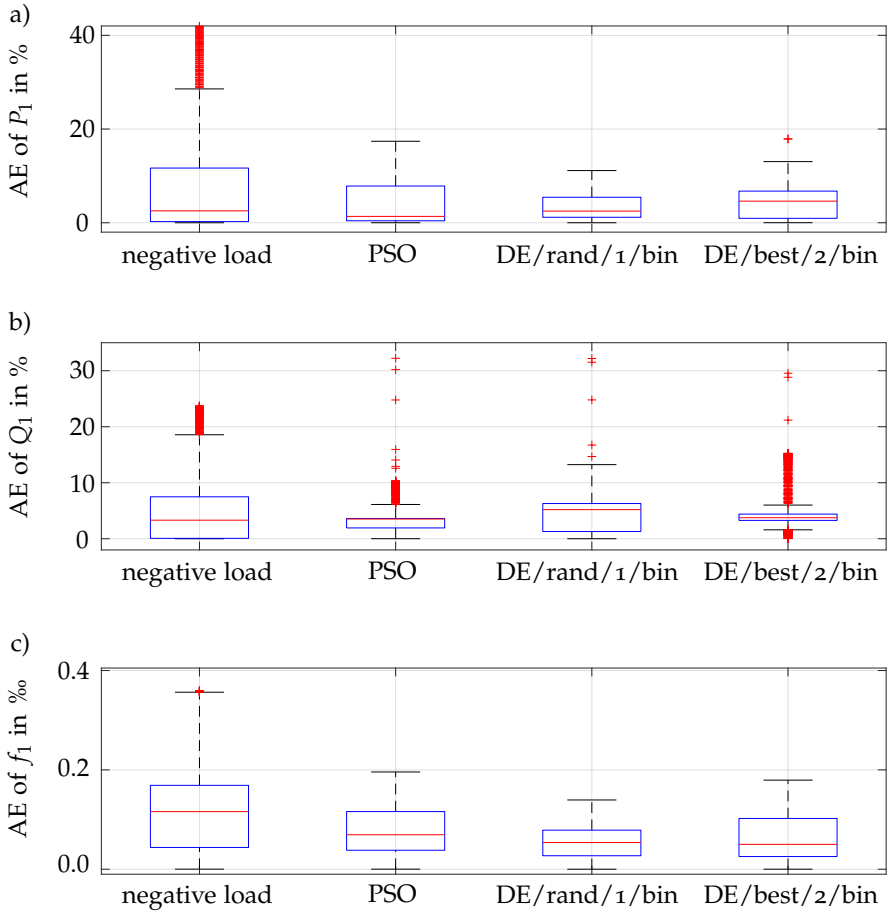 a)
AE of P₁ in %
40
20
0
negative load PSO DE/rand/1/bin DE/best/2/bin
b)
AE of Q₁ in %
30
20
10
0
negative load PSO DE/rand/1/bin DE/best/2/bin
c)
AE of f₁ in ‰
0.4
0.2
0.0
negative load PSO DE/rand/1/bin DE/best/2/bin